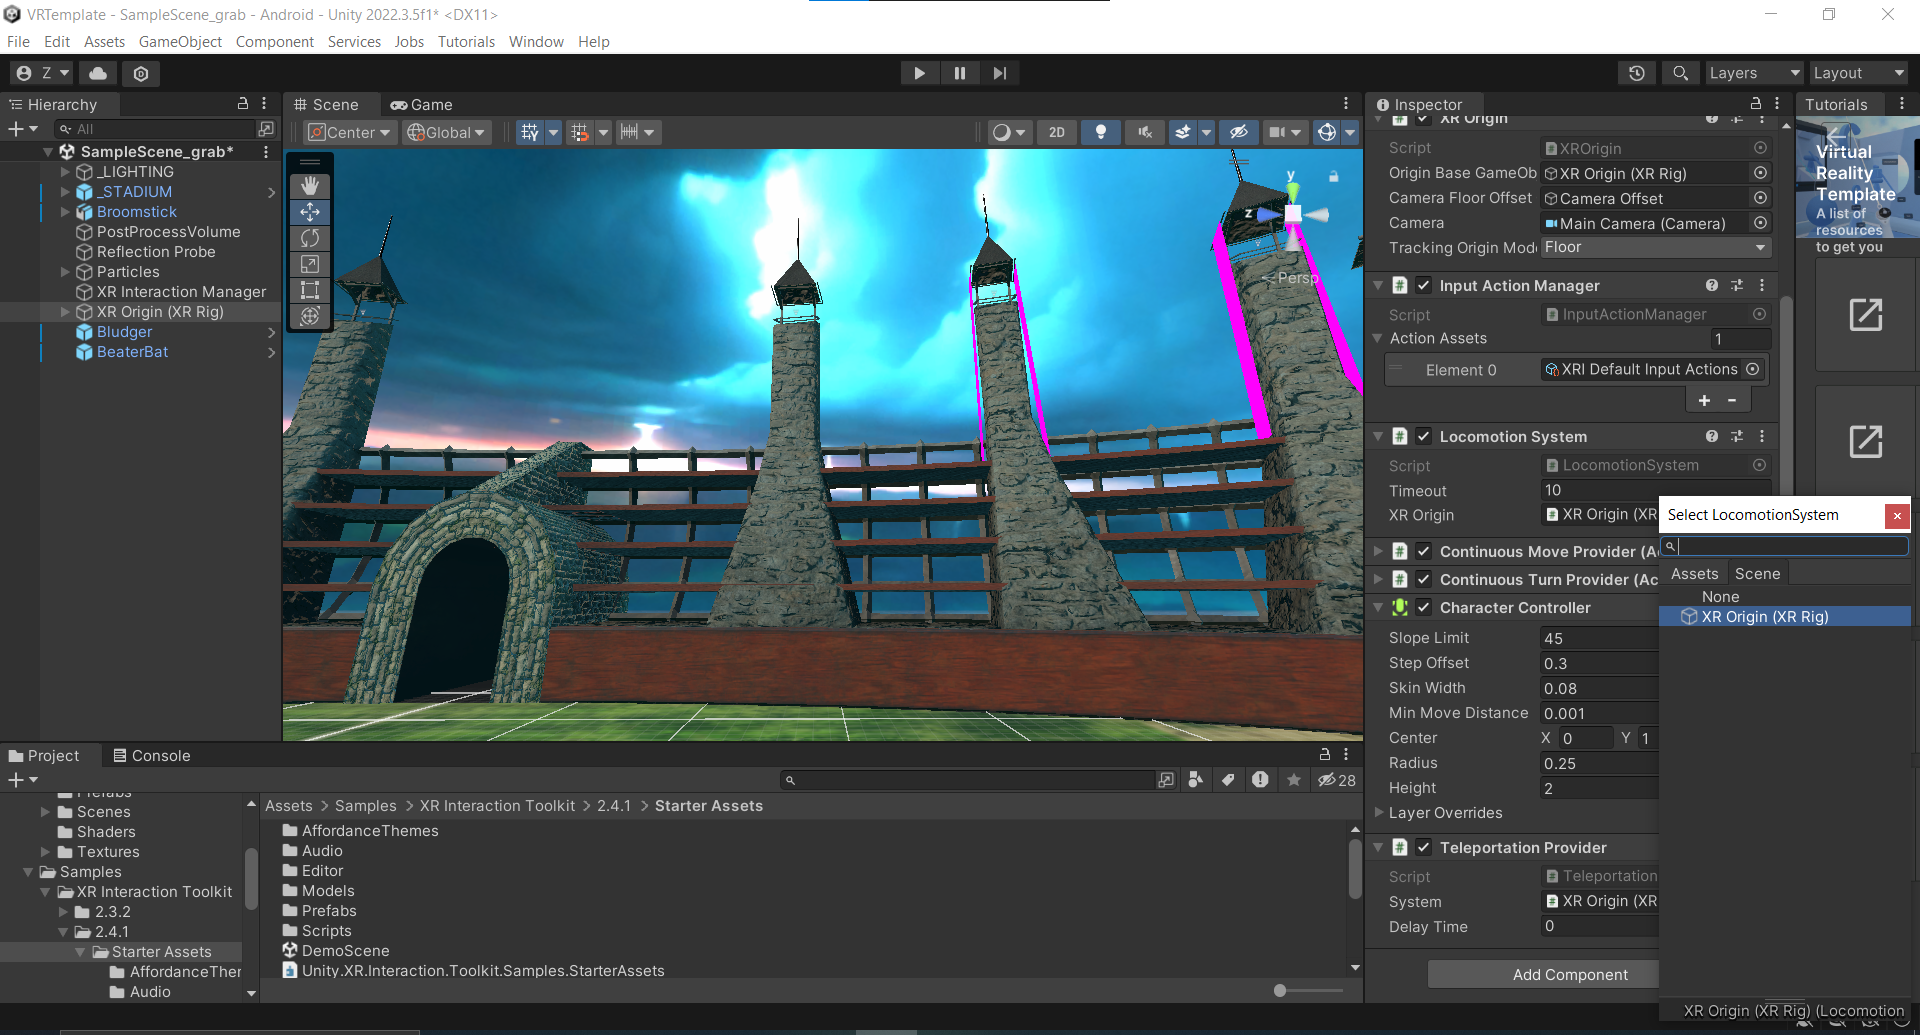 VRTemplate - SampleScene_grab - Android - Unity 2022.3.5f1* <DX11>
File Edit Assets GameObject Component Services Jobs Tutorials Window Help
Z
Layers
Layout
Hierarchy
All
SampleScene_grab*
_LIGHTING
_STADIUM
Broomstick
PostProcessVolume
Reflection Probe
Particles
XR Interaction Manager
XR Origin (XR Rig)
Bludger
BeaterBat
Scene
Game
Center
Global
2D
y
z
Persp
Inspector
XR Origin
Script XROrigin
Origin Base GameOb XR Origin (XR Rig)
Camera Floor Offset Camera Offset
Camera Main Camera (Camera)
Tracking Origin Mod Floor
Input Action Manager
Script InputActionManager
Action Assets 1
Element 0 XRI Default Input Actions
+ -
Locomotion System
Script LocomotionSystem
Timeout 10
XR Origin XR Origin (XR
Continuous Move Provider (Ac
Continuous Turn Provider (Ac
Character Controller
Slope Limit 45
Step Offset 0.3
Skin Width 0.08
Min Move Distance 0.001
Center X 0 Y 1
Radius 0.25
Height 2
Layer Overrides
Teleportation Provider
Script Teleportation
System XR Origin (XR
Delay Time 0
Add Component
Tutorials
Virtual
Reality
Template
A list of
resources
to get you
Select LocomotionSystem
Assets Scene
None
XR Origin (XR Rig)
XR Origin (XR Rig) (Locomotion
Project
Console
28
Prefabs
Scenes
Shaders
Textures
Samples
XR Interaction Toolkit
2.3.2
2.4.1
Starter Assets
AffordanceTher
Audio
Assets > Samples > XR Interaction Toolkit > 2.4.1 > Starter Assets
AffordanceThemes
Audio
Editor
Models
Prefabs
Scripts
DemoScene
Unity.XR.Interaction.Toolkit.Samples.StarterAssets